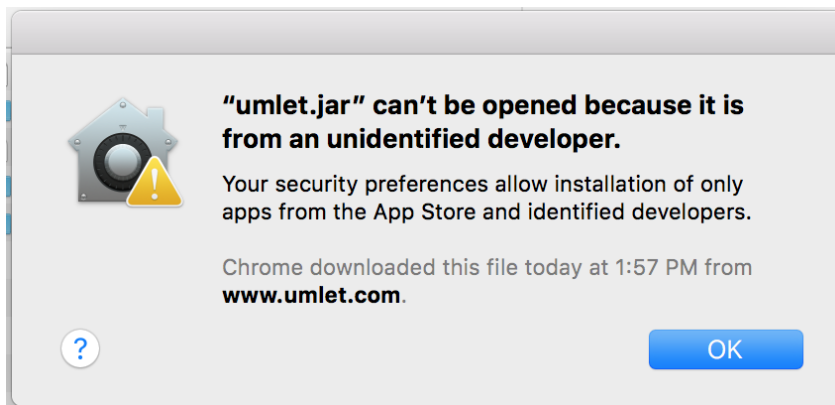 “umlet.jar” can’t be opened because it is
from an unidentified developer.
Your security preferences allow installation of only
apps from the App Store and identified developers.
Chrome downloaded this file today at 1:57 PM from
www.umlet.com.
?
OK